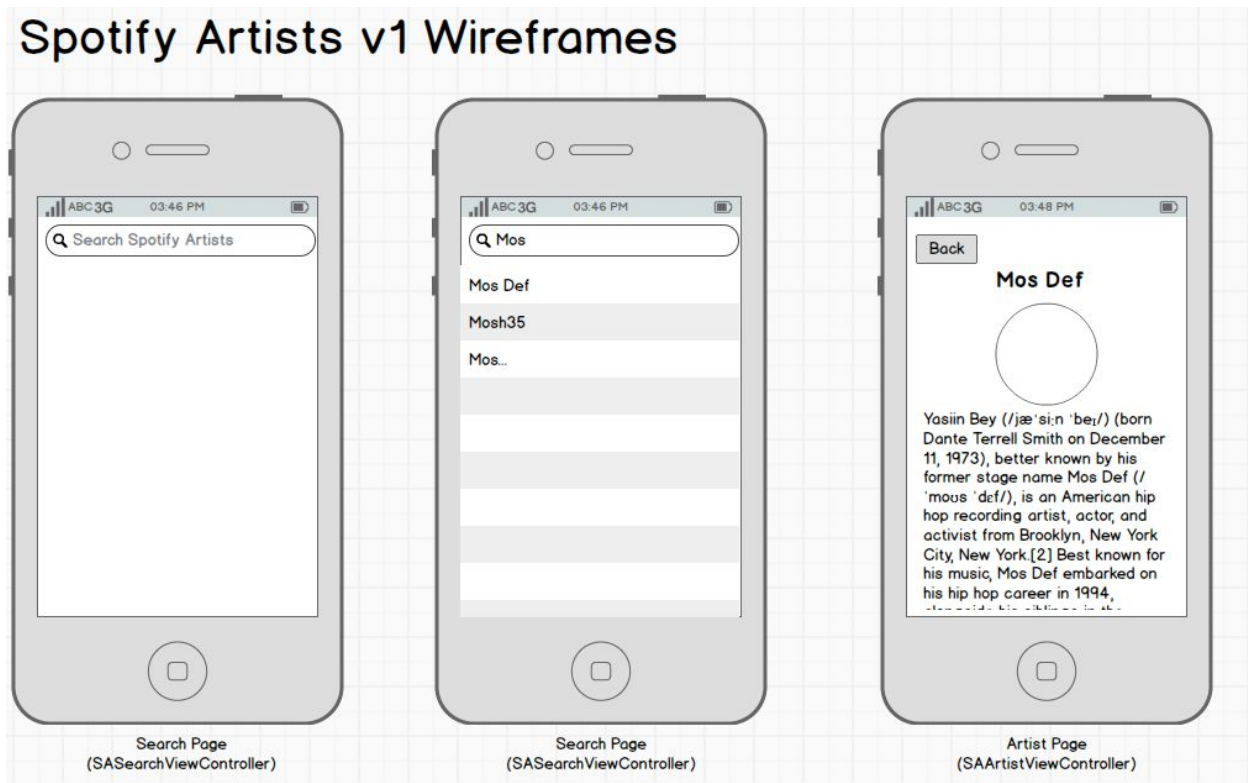 Spotify Artists v1 Wireframes
ABC 3G 03:46 PM
Search Spotify Artists
Search Page
(SASearchViewController)
ABC 3G 03:46 PM
Mos
Mos Def
Mosh35
Mos...
Search Page
(SASearchViewController)
ABC 3G 03:48 PM
Back
Mos Def
Yasiin Bey (/jæˈsiːn ˈbeɪ/) (born
Dante Terrell Smith on December
11, 1973), better known by his
former stage name Mos Def (/
ˈmoʊs ˈdɛf/), is an American hip
hop recording artist, actor, and
activist from Brooklyn, New York
City, New York.[2] Best known for
his music, Mos Def embarked on
his hip hop career in 1994,
alongside his siblings in the
Artist Page
(SAArtistViewController)